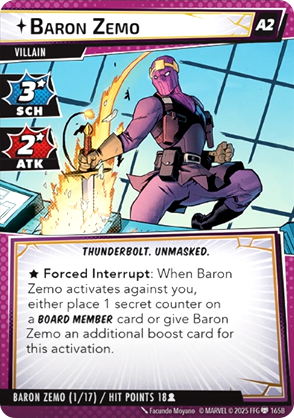 Baron Zemo
A2
VILLAIN
3
SCH
2
ATK
THUNDERBOLT. UNMASKED.
★ Forced Interrupt: When Baron
Zemo activates against you,
either place 1 secret counter on
a BOARD MEMBER card or give Baron
Zemo an additional boost card for
this activation.
BARON ZEMO (1/17) / HIT POINTS 18
Facundo Moyano © MARVEL © 2025 FFG 165B